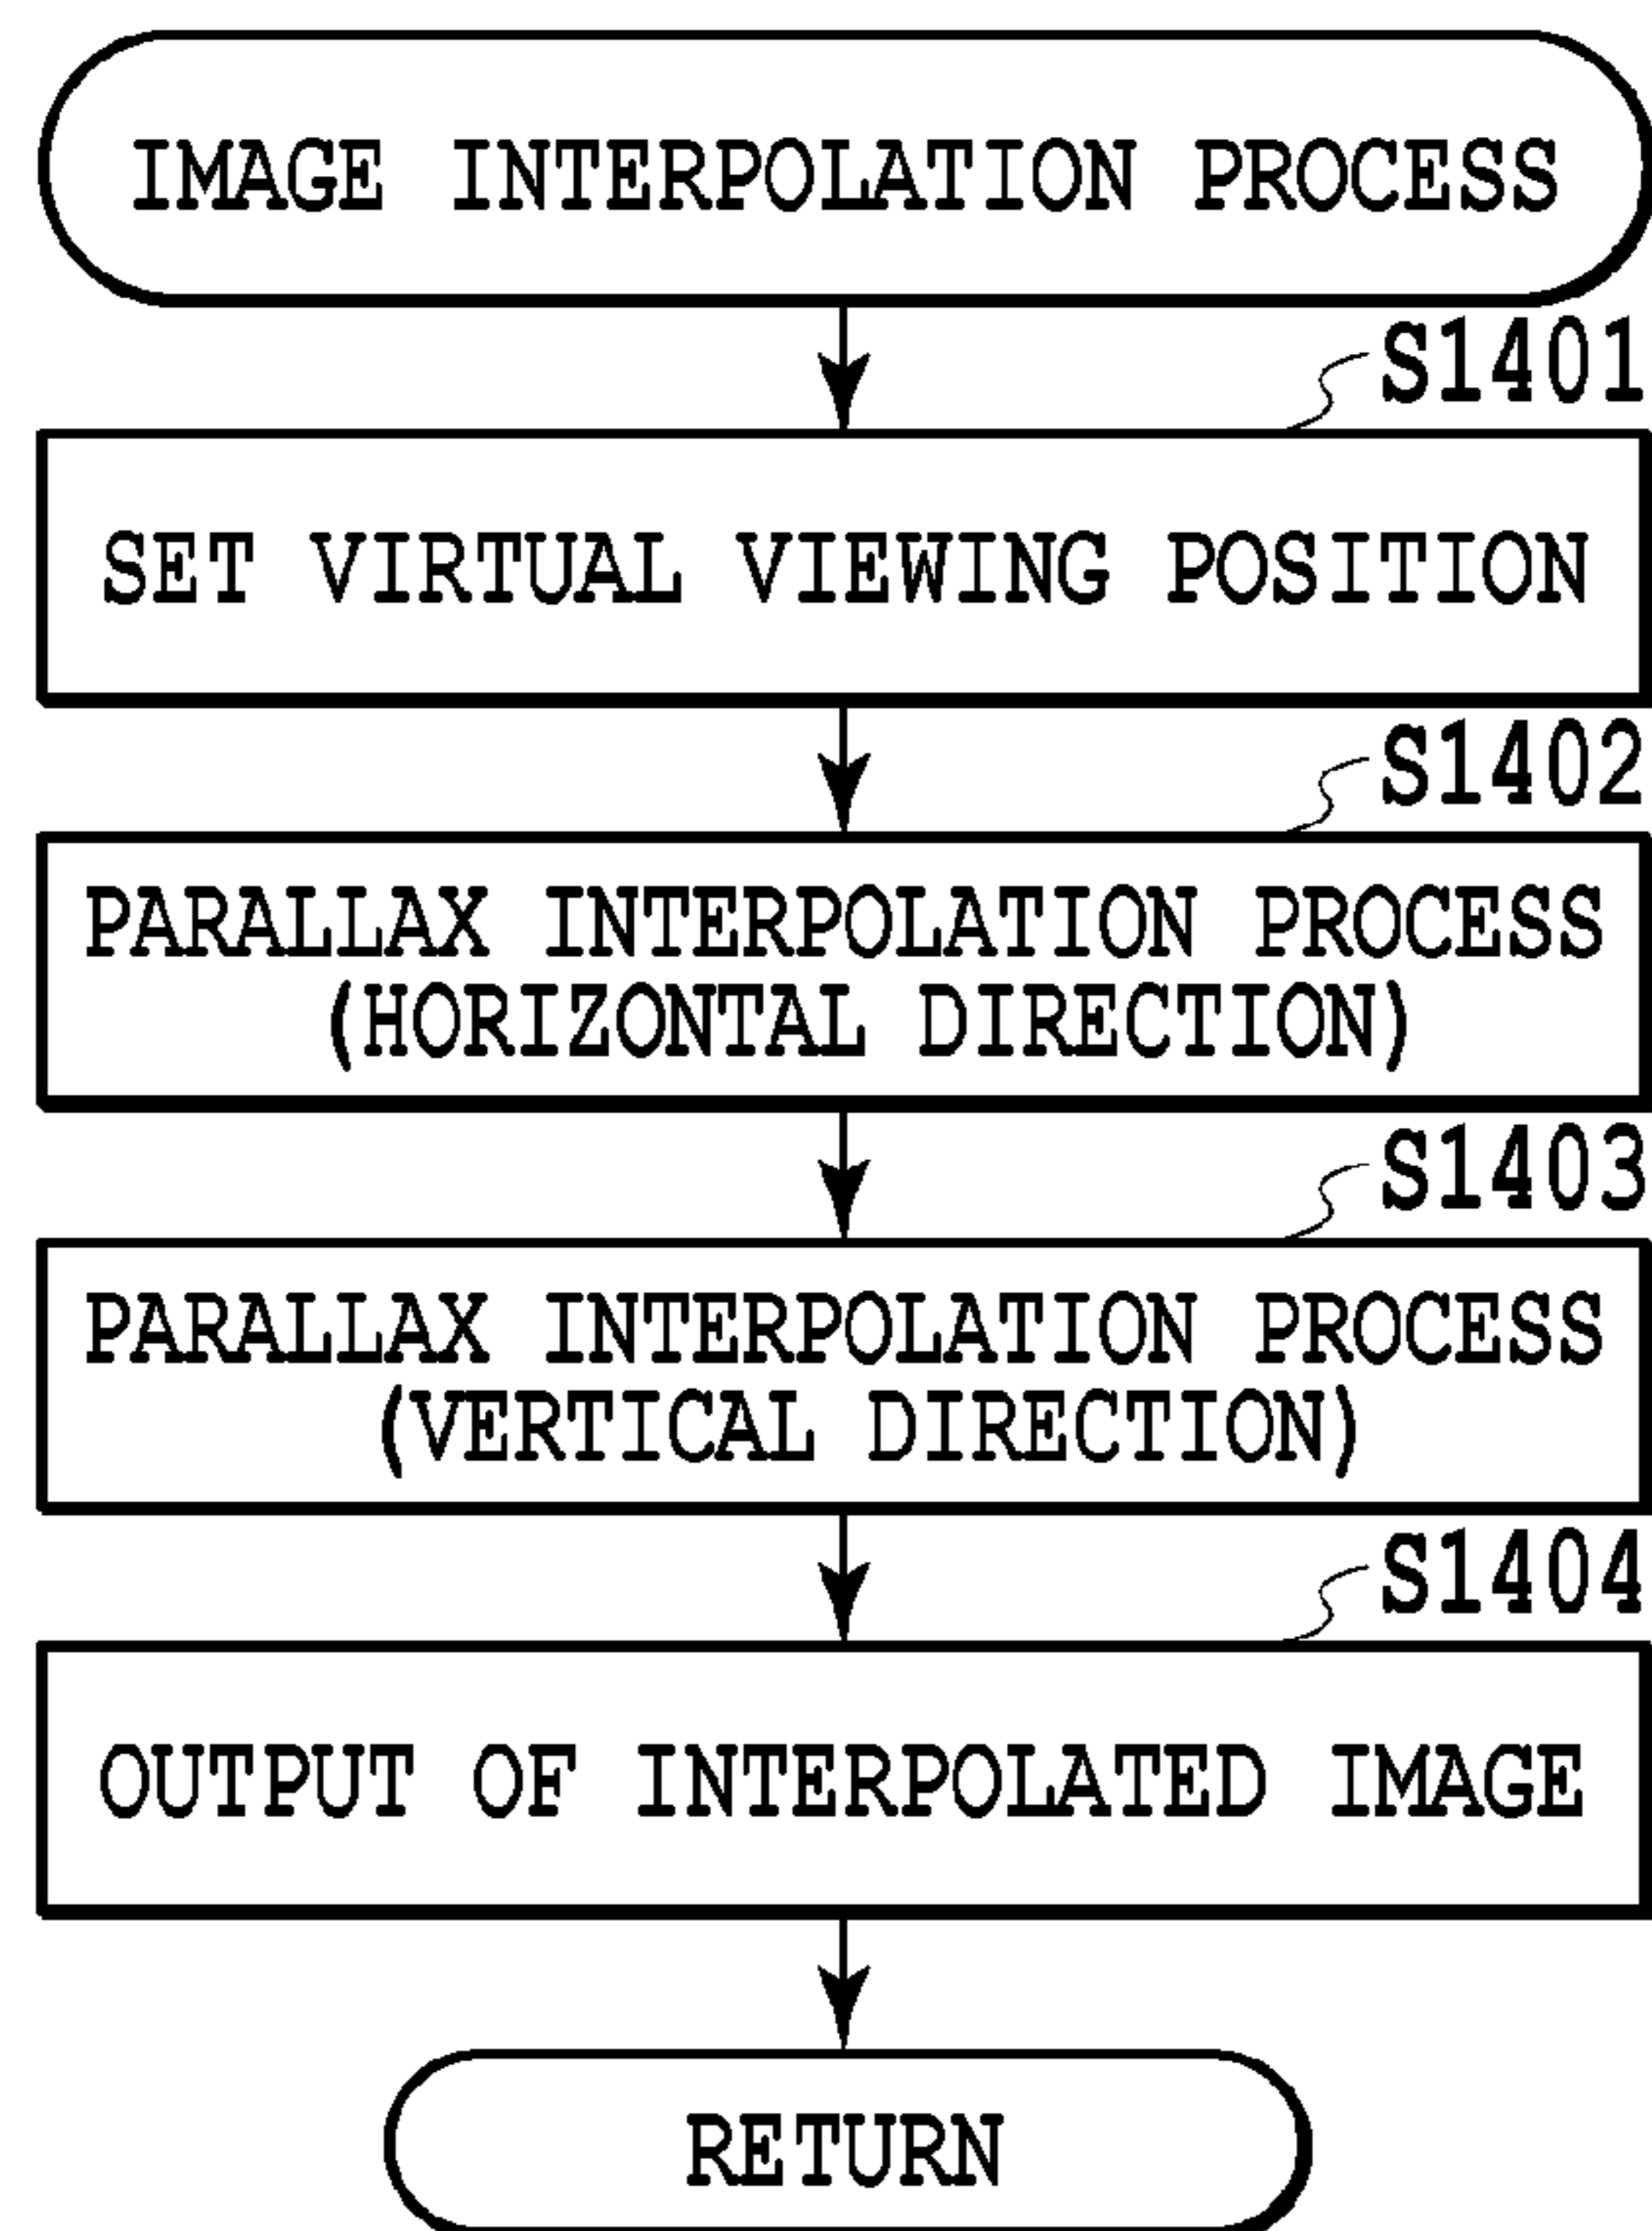 IMAGE INTERPOLATION PROCESS
S1401
SET VIRTUAL VIEWING POSITION
S1402
PARALLAX INTERPOLATION PROCESS
(HORIZONTAL DIRECTION)
S1403
PARALLAX INTERPOLATION PROCESS
(VERTICAL DIRECTION)
S1404
OUTPUT OF INTERPOLATED IMAGE
RETURN